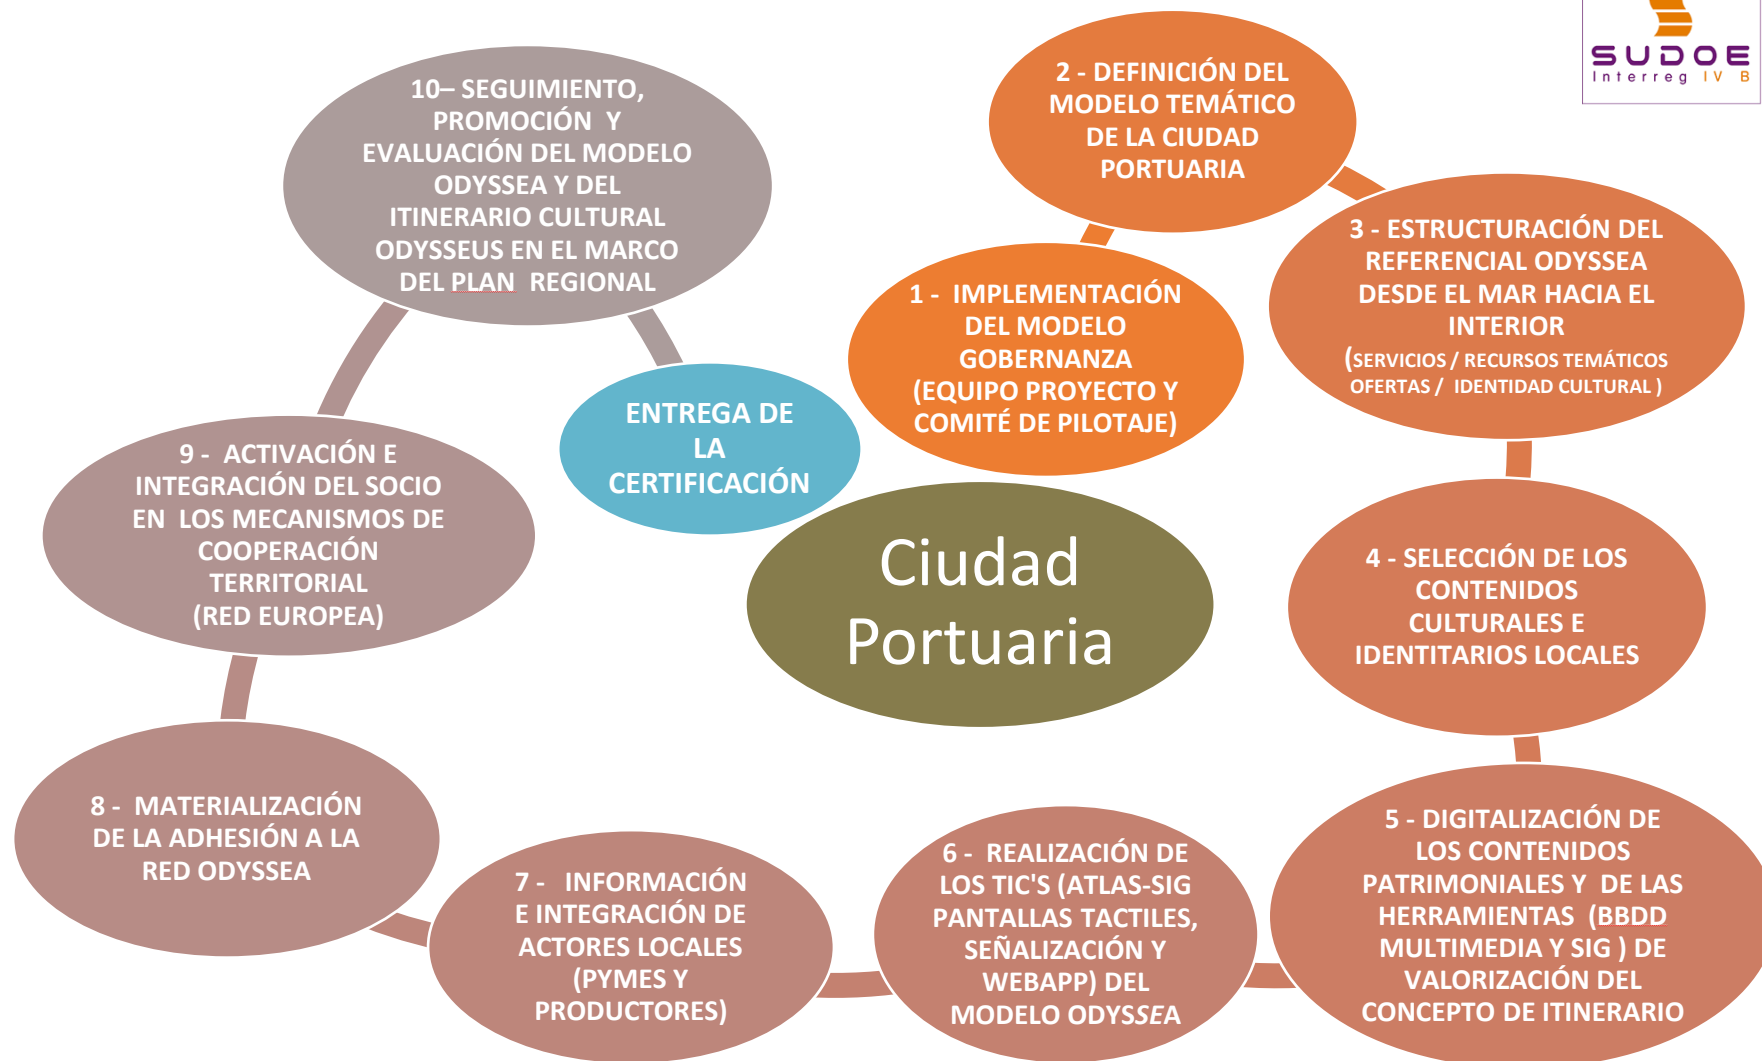 SUDOE
Interreg IV B
1 - IMPLEMENTACIÓN
DEL MODELO
GOBERNANZA
(EQUIPO PROYECTO Y
COMITÉ DE PILOTAJE)
2 - DEFINICIÓN DEL
MODELO TEMÁTICO
DE LA CIUDAD
PORTUARIA
3 - ESTRUCTURACIÓN DEL
REFERENCIAL ODYSSEA
DESDE EL MAR HACIA EL
INTERIOR
(SERVICIOS / RECURSOS TEMÁTICOS
OFERTAS / IDENTIDAD CULTURAL )
4 - SELECCIÓN DE LOS
CONTENIDOS
CULTURALES E
IDENTITARIOS LOCALES
5 - DIGITALIZACIÓN DE
LOS CONTENIDOS
PATRIMONIALES Y DE LAS
HERRAMIENTAS (BBDD
MULTIMEDIA Y SIG ) DE
VALORIZACIÓN DEL
CONCEPTO DE ITINERARIO
6 - REALIZACIÓN DE
LOS TIC'S (ATLAS-SIG
PANTALLAS TACTILES,
SEÑALIZACIÓN Y
WEBAPP) DEL
MODELO ODYSSEA
7 - INFORMACIÓN
E INTEGRACIÓN DE
ACTORES LOCALES
(PYMES Y
PRODUCTORES)
8 - MATERIALIZACIÓN
DE LA ADHESIÓN A LA
RED ODYSSEA
9 - ACTIVACIÓN E
INTEGRACIÓN DEL SOCIO
EN LOS MECANISMOS DE
COOPERACIÓN
TERRITORIAL
(RED EUROPEA)
10– SEGUIMIENTO,
PROMOCIÓN Y
EVALUACIÓN DEL MODELO
ODYSSEA Y DEL
ITINERARIO CULTURAL
ODYSSEUS EN EL MARCO
DEL PLAN REGIONAL
ENTREGA DE
LA
CERTIFICACIÓN
Ciudad
Portuaria